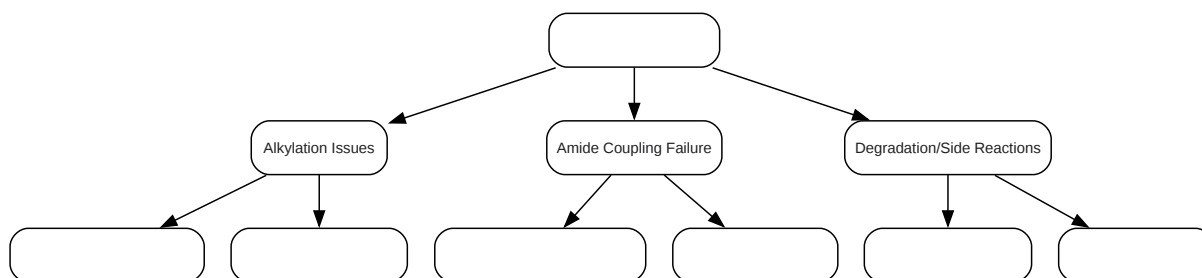 Alkylation Issues
Amide Coupling Failure
Degradation/Side Reactions